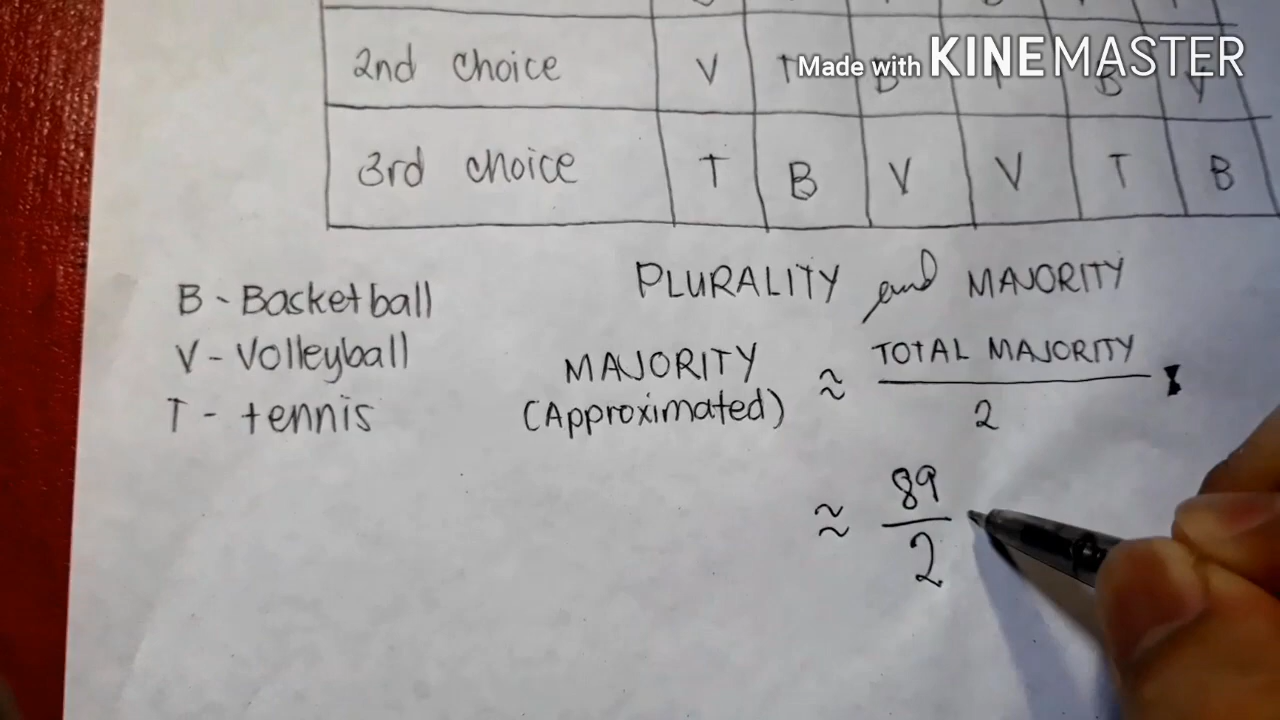 2nd choice V T B T B V
Made with KINEMASTER
3rd choice T B V V T B
PLURALITY and MAJORITY
B - Basketball
V - Volleyball
T - tennis
MAJORITY (Approximated) ≈ TOTAL MAJORITY
2
≈ 89
2